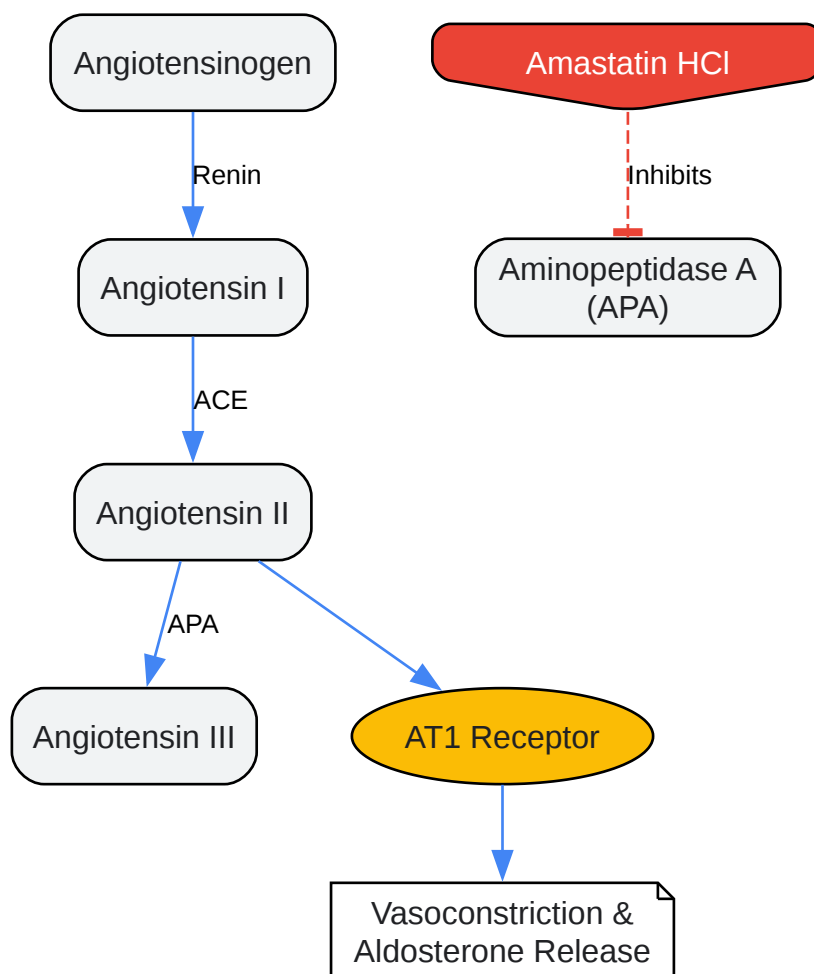 Angiotensinogen
Amastatin HCl
Renin
Inhibits
Angiotensin I
Aminopeptidase A
(APA)
ACE
Angiotensin II
APA
Angiotensin III
AT1 Receptor
Vasoconstriction &
Aldosterone Release